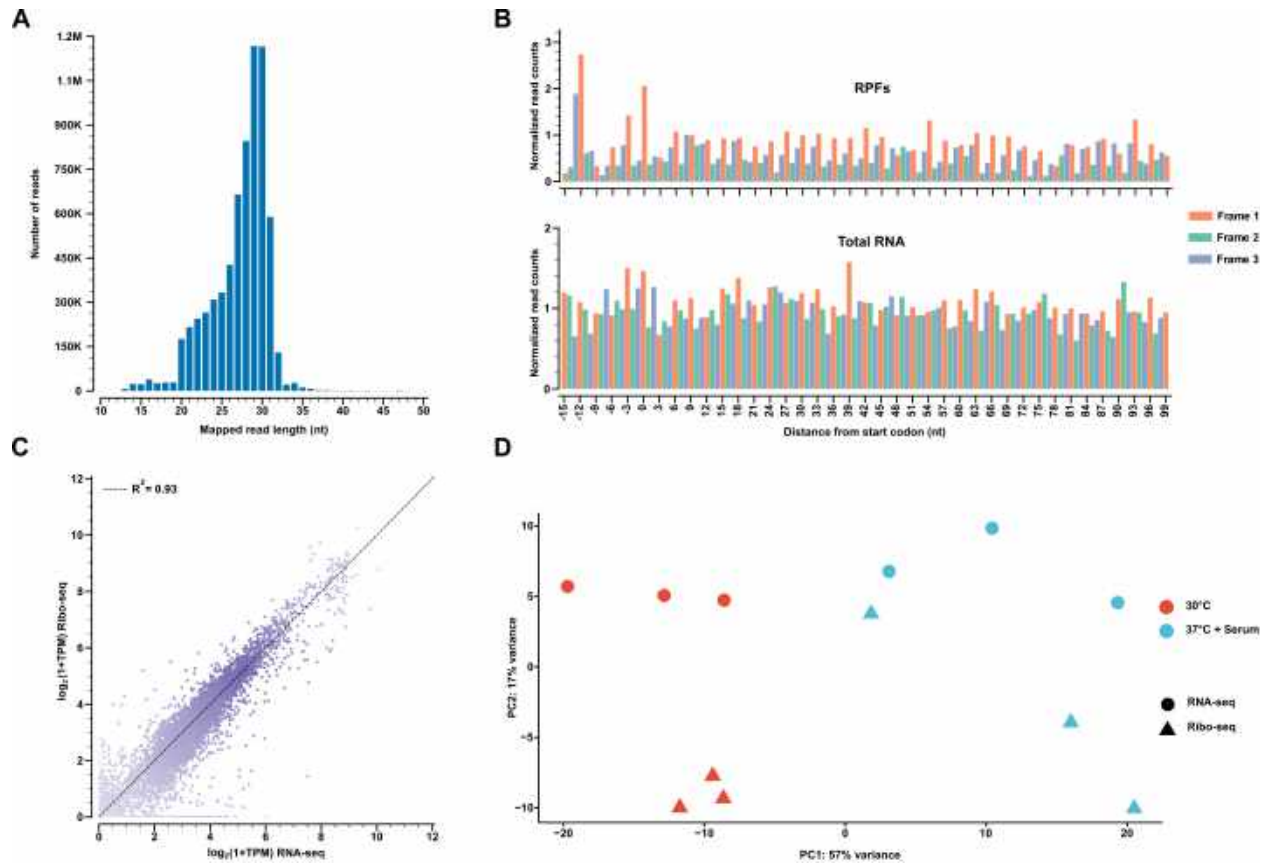 A
1.2M
1.1M
900K
750K
600K
450K
300K
150K
0
10 15 20 25 30 35 40 45 50
Number of reads
Mapped read length (nt)
B
3
2
1
0
Normalized read counts
RPFs
2
1
0
Normalized read counts
Total RNA
-15 -12 -9 -6 -3 0 3 6 9 12 15 18 21 24 27 30 33 36 39 42 45 48 51 54 57 60 63 66 69 72 75 78 81 84 87 90 93 96 99
Distance from start codon (nt)
Frame 1
Frame 2
Frame 3
C
12
10
8
6
4
2
0
R2= 0.93
log2(1+TPM) Ribo-seq
0 2 4 6 8 10 12
log2(1+TPM) RNA-seq
D
10
5
0
−5
−10
PC2: 17% variance
−20 −10 0 10 20
PC1: 57% variance
30°C
37°C + Serum
RNA-seq
Ribo-seq